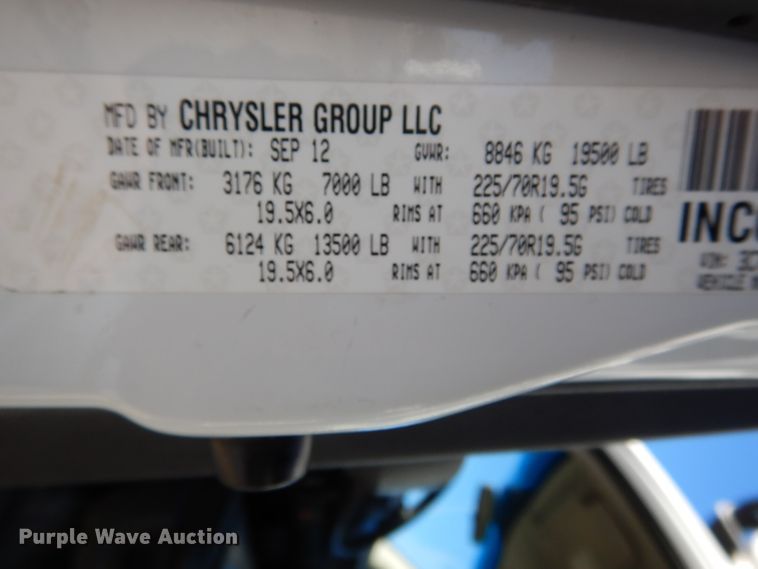 MFD BY CHRYSLER GROUP LLC
DATE OF MFR(BUILT): SEP 12 GVWR: 8846 KG 19500 LB
GAWR FRONT: 3176 KG 7000 LB WITH 225/70R19.5G TIRES
19.5X6.0 RIMS AT 660 KPA ( 95 PSI) COLD
GAWR REAR: 6124 KG 13500 LB WITH 225/70R19.5G TIRES
19.5X6.0 RIMS AT 660 KPA ( 95 PSI) COLD
INC
VIN: 3C
VEHICLE
Purple Wave Auction